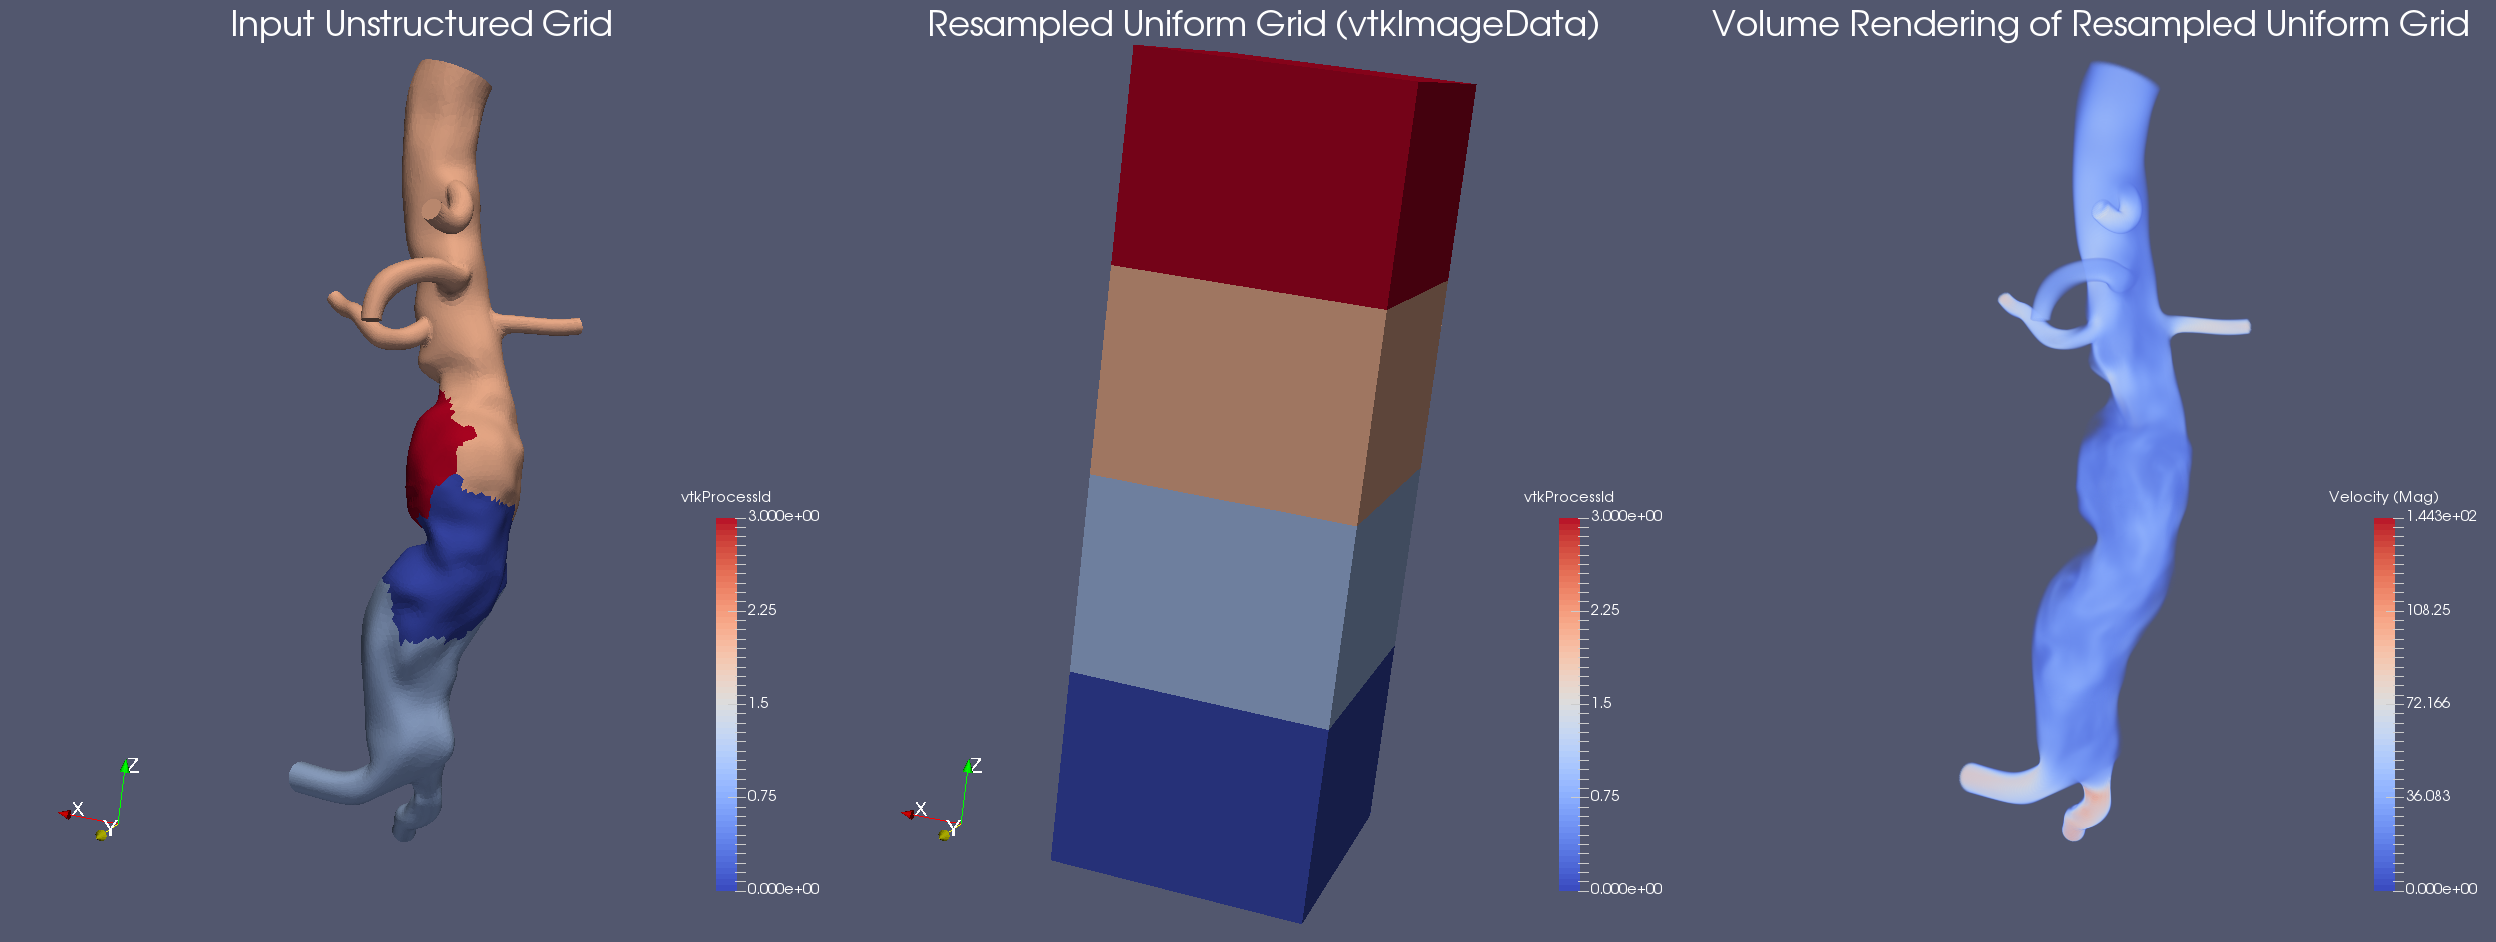 Input Unstructured Grid
Resampled Uniform Grid (vtkImageData)
Volume Rendering of Resampled Uniform Grid
vtkProcessId
3.000e+00
2.25
1.5
0.75
0.000e+00
Z
X
Y
vtkProcessId
3.000e+00
2.25
1.5
0.75
0.000e+00
Z
X
Y
Velocity (Mag)
1.443e+02
108.25
72.166
36.083
0.000e+00